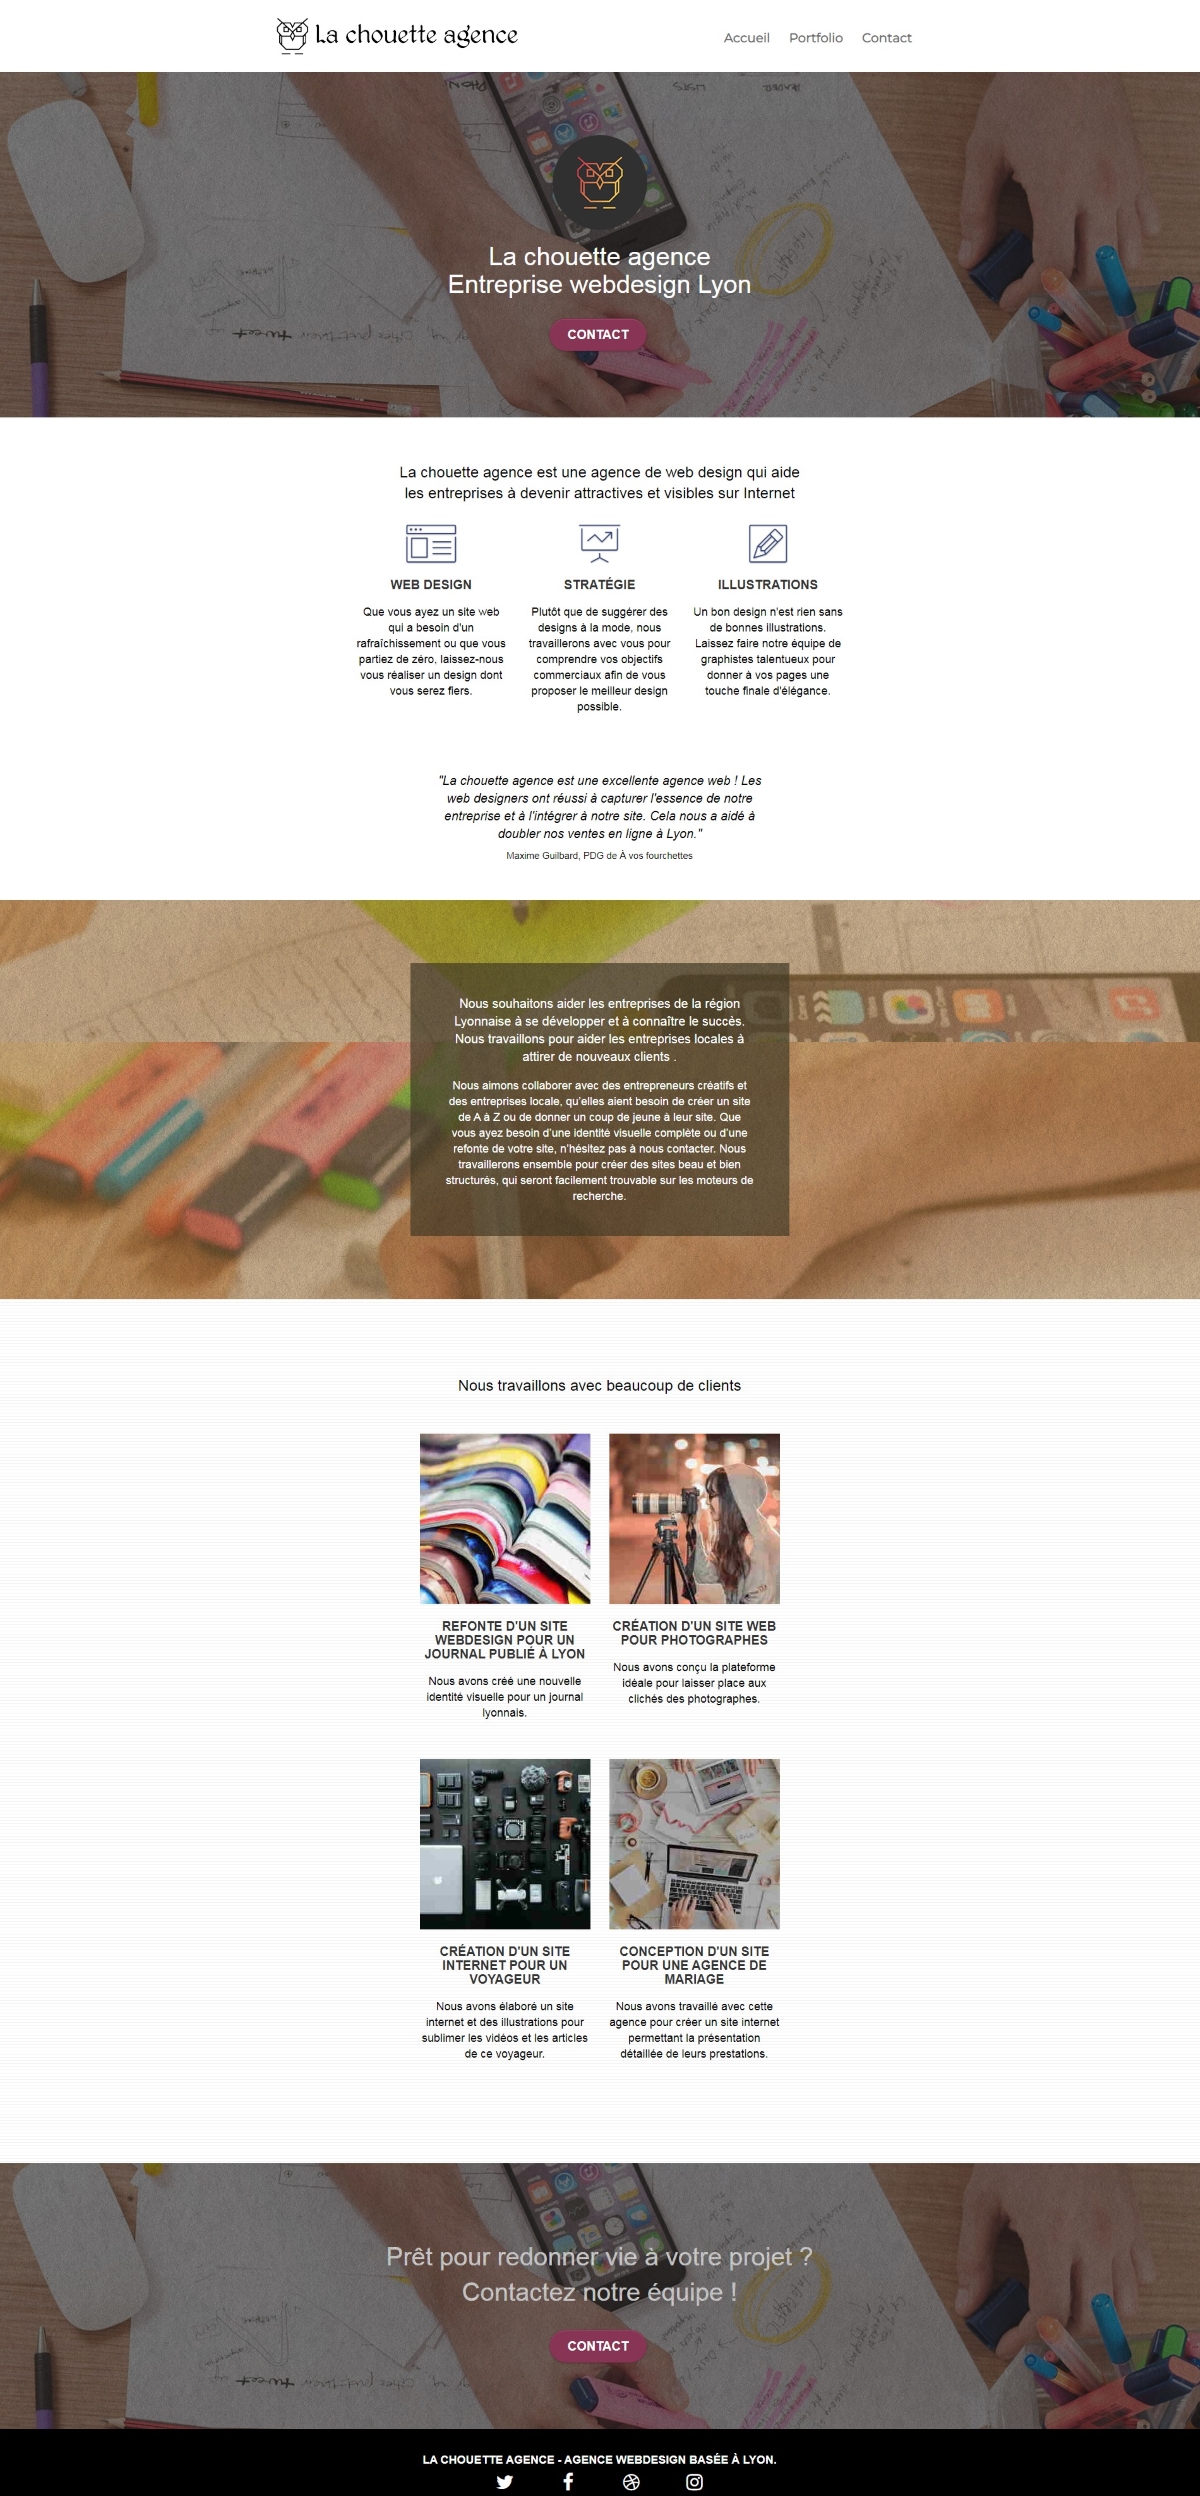 La chouette agence
Accueil Portfolio Contact
La chouette agence
Entreprise webdesign Lyon
CONTACT
La chouette agence est une agence de web design qui aide
les entreprises à devenir attractives et visibles sur Internet
WEB DESIGN
Que vous ayez un site web
qui a besoin d'un
rafraîchissement ou que vous
partiez de zéro, laissez-nous
vous réaliser un design dont
vous serez fiers.
STRATÉGIE
Plutôt que de suggérer des
designs à la mode, nous
travaillerons avec vous pour
comprendre vos objectifs
commerciaux afin de vous
proposer le meilleur design
possible.
ILLUSTRATIONS
Un bon design n'est rien sans
de bonnes illustrations.
Laissez faire notre équipe de
graphistes talentueux pour
donner à vos pages une
touche finale d'élégance.
"La chouette agence est une excellente agence web ! Les
web designers ont réussi à capturer l'essence de notre
entreprise et à l'intégrer à notre site. Cela nous a aidé à
doubler nos ventes en ligne à Lyon."
Maxime Guilbard, PDG de À vos fourchettes
Nous souhaitons aider les entreprises de la région
Lyonnaise à se développer et à connaître le succès.
Nous travaillons pour aider les entreprises locales à
attirer de nouveaux clients .
Nous aimons collaborer avec des entrepreneurs créatifs et
des entreprises locale, qu'elles aient besoin de créer un site
de A à Z ou de donner un coup de jeune à leur site. Que
vous ayez besoin d'une identité visuelle complète ou d'une
refonte de votre site, n'hésitez pas à nous contacter. Nous
travaillerons ensemble pour créer des sites beau et bien
structurés, qui seront facilement trouvable sur les moteurs de
recherche.
Nous travaillons avec beaucoup de clients
REFONTE D'UN SITE
WEBDESIGN POUR UN
JOURNAL PUBLIÉ À LYON
Nous avons créé une nouvelle
identité visuelle pour un journal
lyonnais.
CRÉATION D'UN SITE WEB
POUR PHOTOGRAPHES
Nous avons conçu la plateforme
idéale pour laisser place aux
clichés des photographes.
CRÉATION D'UN SITE
INTERNET POUR UN
VOYAGEUR
Nous avons élaboré un site
internet et des illustrations pour
sublimer les vidéos et les articles
de ce voyageur.
CONCEPTION D'UN SITE
POUR UNE AGENCE DE
MARIAGE
Nous avons travaillé avec cette
agence pour créer un site internet
permettant la présentation
détaillée de leurs prestations.
Prêt pour redonner vie à votre projet ?
Contactez notre équipe !
CONTACT
LA CHOUETTE AGENCE - AGENCE WEBDESIGN BASÉE À LYON.